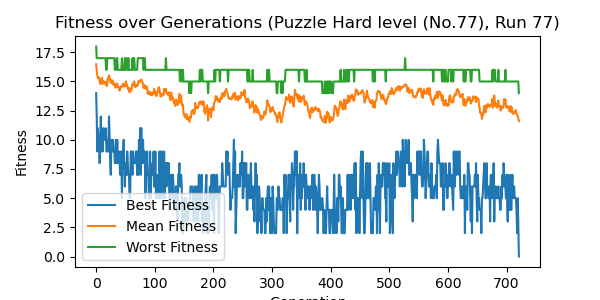 Fitness over Generations (Puzzle Hard level (No.77), Run 77)
Fitness
17.5
15.0
12.5
10.0
7.5
5.0
2.5
0.0
Best Fitness
Mean Fitness
Worst Fitness
0 100 200 300 400 500 600 700
Generation